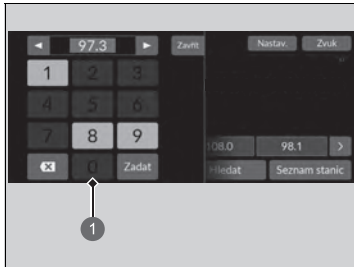 97.3 Zavřít Nastav. Zvuk
1 2 3
4 5 6
7 8 9
108.0 98.1
0 Zadat Hledat Seznam stanic
1